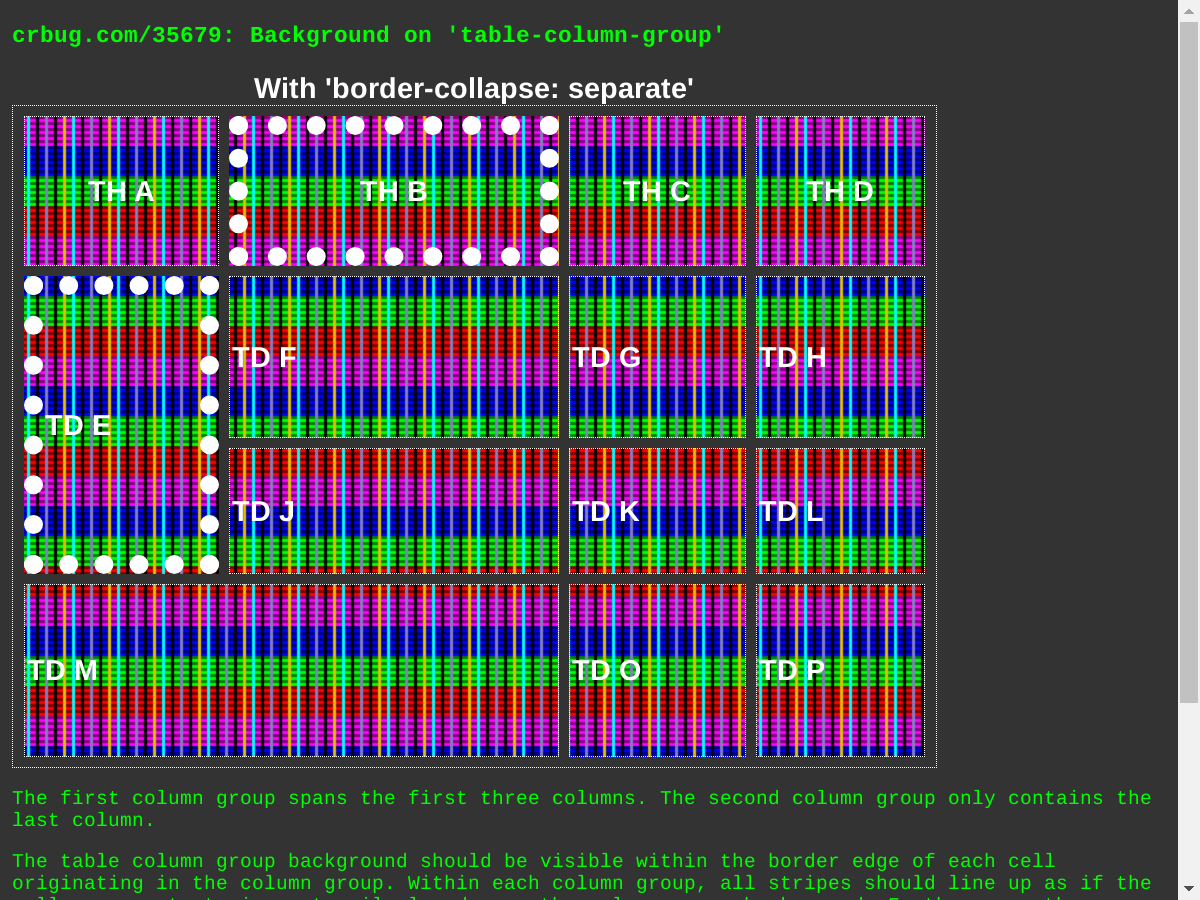 crbug.com/35679: Background on 'table-column-group'
With 'border-collapse: separate'
TH A TH B TH C TH D
TD E TD F TD G TD H
TD J TD K TD L
TD M TD O TD P
The first column group spans the first three columns. The second column group only contains the
last column.
The table column group background should be visible within the border edge of each cell
originating in the column group. Within each column group, all stripes should line up as if the